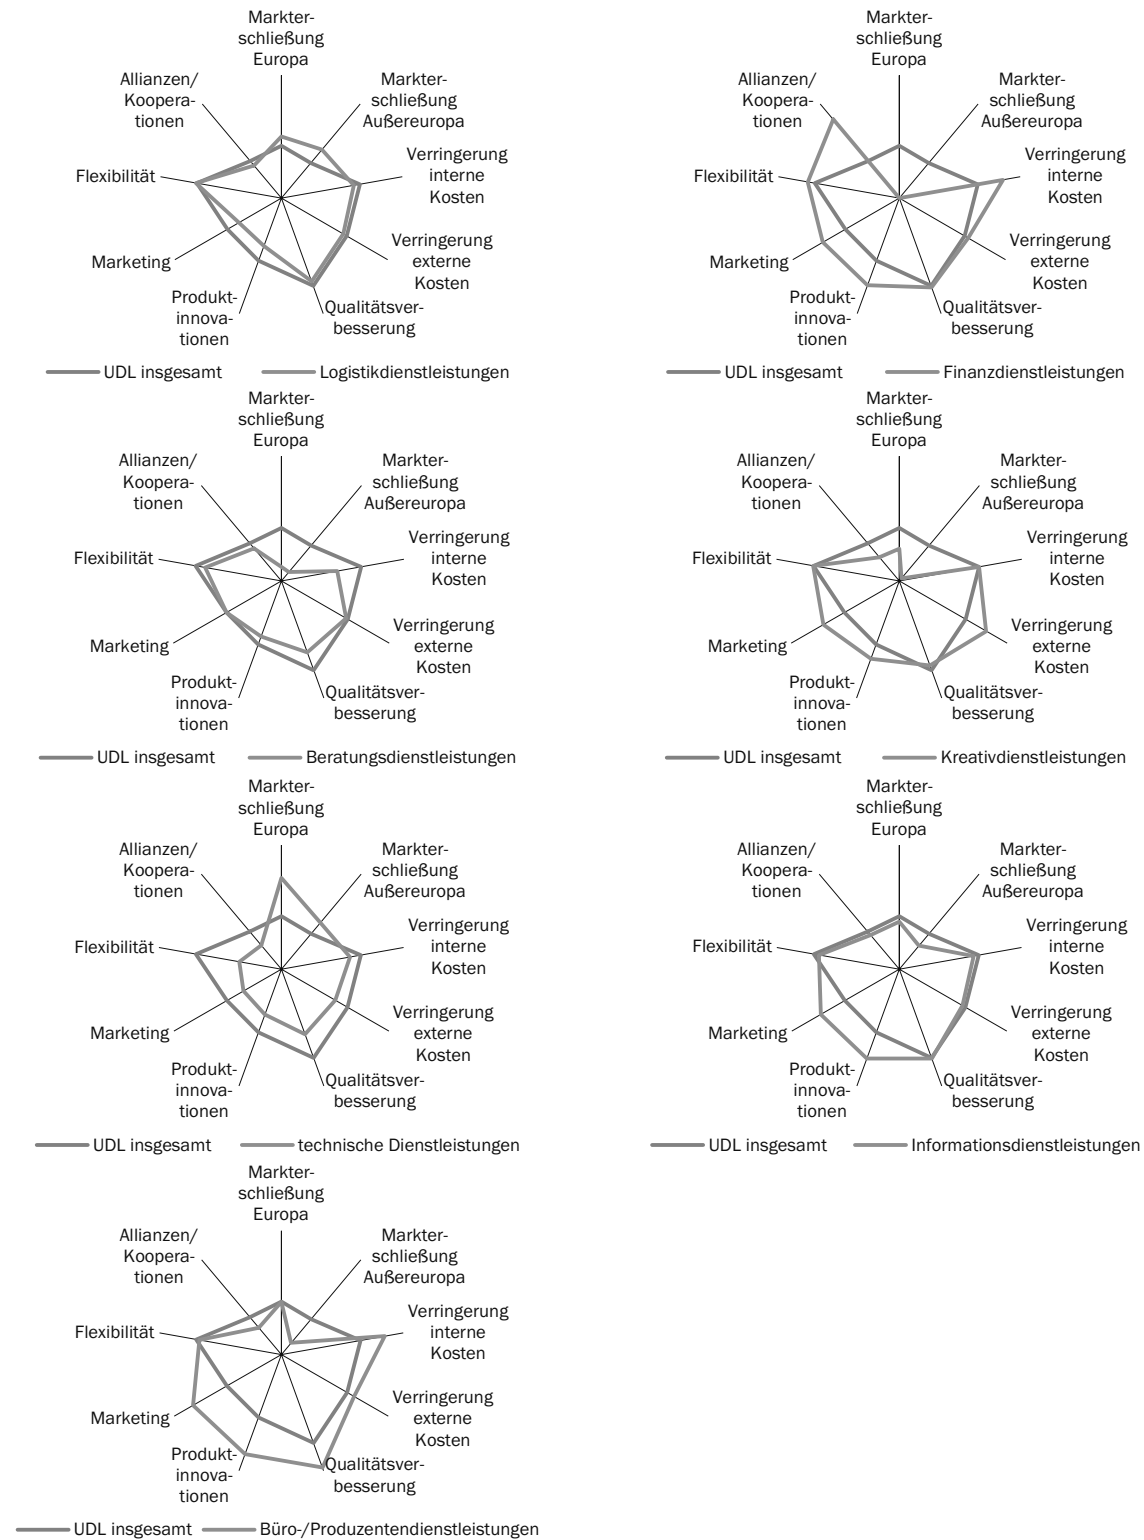 Markter-
schließung
Europa
Allianzen/
Koopera-
tionen
Markter-
schließung
Außereuropa
Flexibilität
Verringerung
interne
Kosten
Marketing
Verringerung
externe
Kosten
Produkt-
innova-
tionen
Qualitätsver-
besserung
UDL insgesamt
Logistikdienstleistungen
Markter-
schließung
Europa
Allianzen/
Koopera-
tionen
Markter-
schließung
Außereuropa
Flexibilität
Verringerung
interne
Kosten
Marketing
Verringerung
externe
Kosten
Produkt-
innova-
tionen
Qualitätsver-
besserung
UDL insgesamt
Finanzdienstleistungen
Markter-
schließung
Europa
Allianzen/
Koopera-
tionen
Markter-
schließung
Außereuropa
Flexibilität
Verringerung
interne
Kosten
Marketing
Verringerung
externe
Kosten
Produkt-
innova-
tionen
Qualitätsver-
besserung
UDL insgesamt
Beratungsdienstleistungen
Markter-
schließung
Europa
Allianzen/
Koopera-
tionen
Markter-
schließung
Außereuropa
Flexibilität
Verringerung
interne
Kosten
Marketing
Verringerung
externe
Kosten
Produkt-
innova-
tionen
Qualitätsver-
besserung
UDL insgesamt
Kreativdienstleistungen
Markter-
schließung
Europa
Allianzen/
Koopera-
tionen
Markter-
schließung
Außereuropa
Flexibilität
Verringerung
interne
Kosten
Marketing
Verringerung
externe
Kosten
Produkt-
innova-
tionen
Qualitätsver-
besserung
UDL insgesamt
technische Dienstleistungen
Markter-
schließung
Europa
Allianzen/
Koopera-
tionen
Markter-
schließung
Außereuropa
Flexibilität
Verringerung
interne
Kosten
Marketing
Verringerung
externe
Kosten
Produkt-
innova-
tionen
Qualitätsver-
besserung
UDL insgesamt
Informationsdienstleistungen
Markter-
schließung
Europa
Allianzen/
Koopera-
tionen
Markter-
schließung
Außereuropa
Flexibilität
Verringerung
interne
Kosten
Marketing
Verringerung
externe
Kosten
Produkt-
innova-
tionen
Qualitätsver-
besserung
UDL insgesamt
Büro-/Produzentendienstleistungen